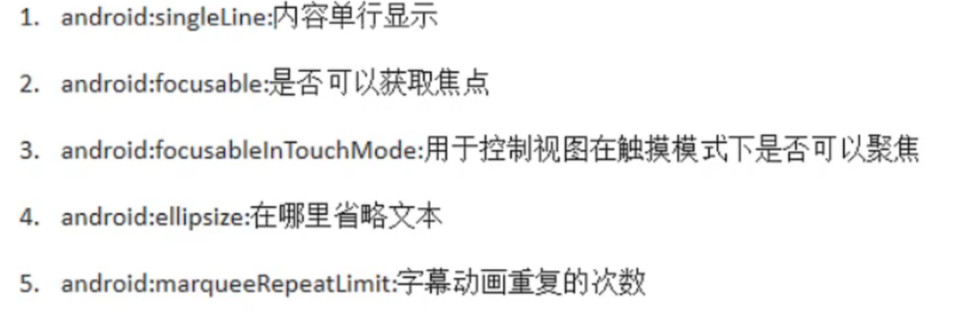 1. android:singleLine:内容单行显示
2. android:focusable:是否可以获取焦点
3. android:focusableInTouchMode:用于控制视图在触摸模式下是否可以聚焦
4. android:ellipsize:在哪里省略文本
5. android:marqueeRepeatLimit:字幕动画重复的次数